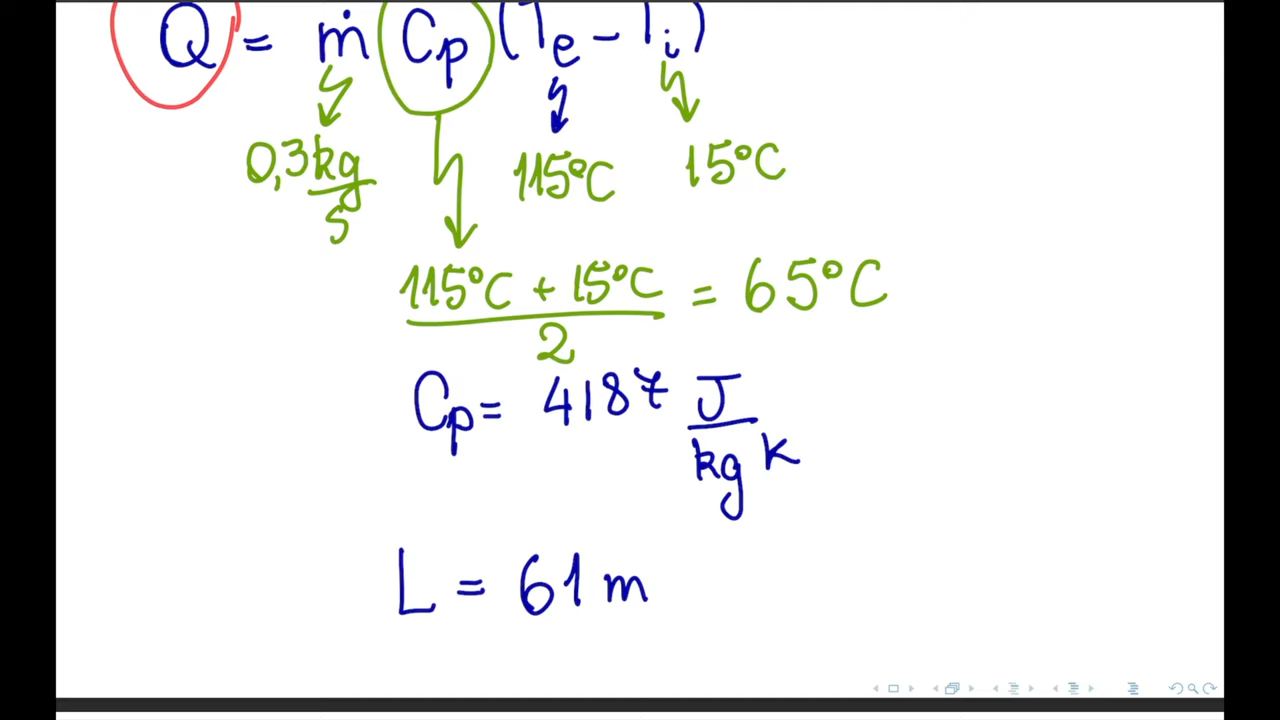 Q̇ = ṁ Cp (Te − Ti)
0,3 kg/s 115°C 15°C
(115°C + 15°C)/2 = 65°C
Cp = 4187 J/kg K
L = 61 m